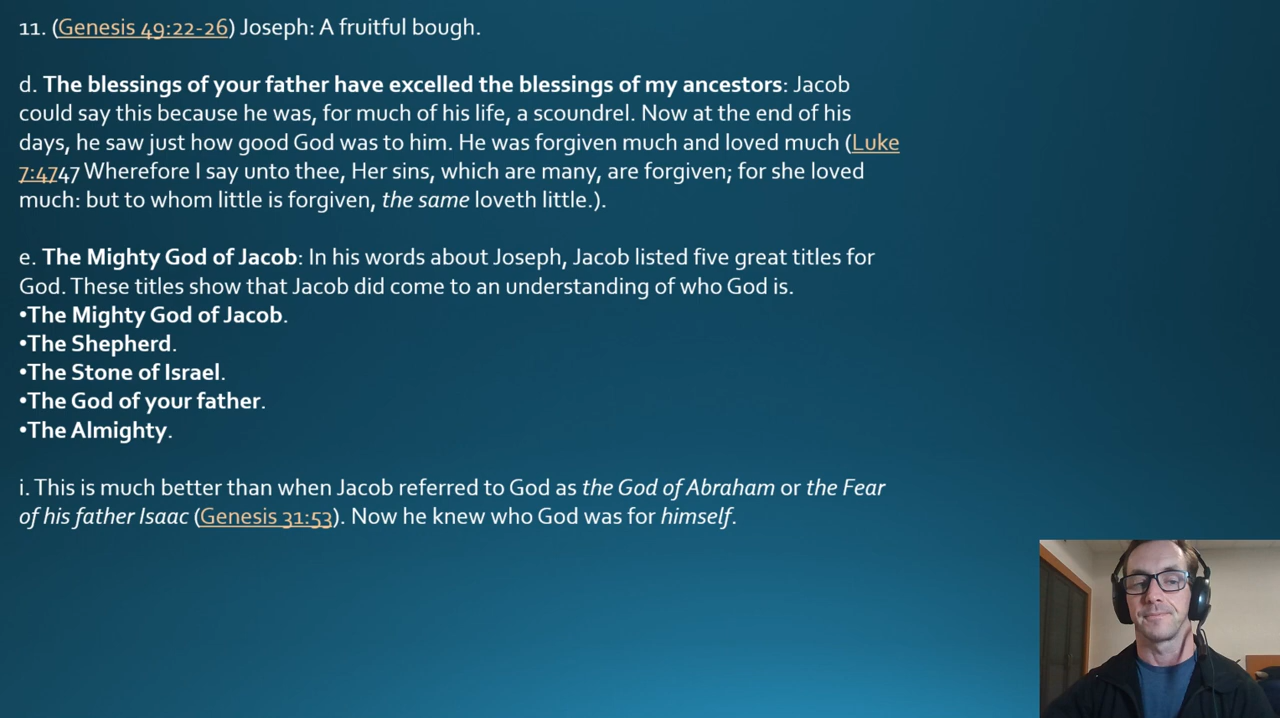 11. (Genesis 49:22-26) Joseph: A fruitful bough.
d. The blessings of your father have excelled the blessings of my ancestors: Jacob
could say this because he was, for much of his life, a scoundrel. Now at the end of his
days, he saw just how good God was to him. He was forgiven much and loved much (Luke
7:4747 Wherefore I say unto thee, Her sins, which are many, are forgiven; for she loved
much: but to whom little is forgiven, the same loveth little.).
e. The Mighty God of Jacob: In his words about Joseph, Jacob listed five great titles for
God. These titles show that Jacob did come to an understanding of who God is.
•The Mighty God of Jacob.
•The Shepherd.
•The Stone of Israel.
•The God of your father.
•The Almighty.
i. This is much better than when Jacob referred to God as the God of Abraham or the Fear
of his father Isaac (Genesis 31:53). Now he knew who God was for himself.